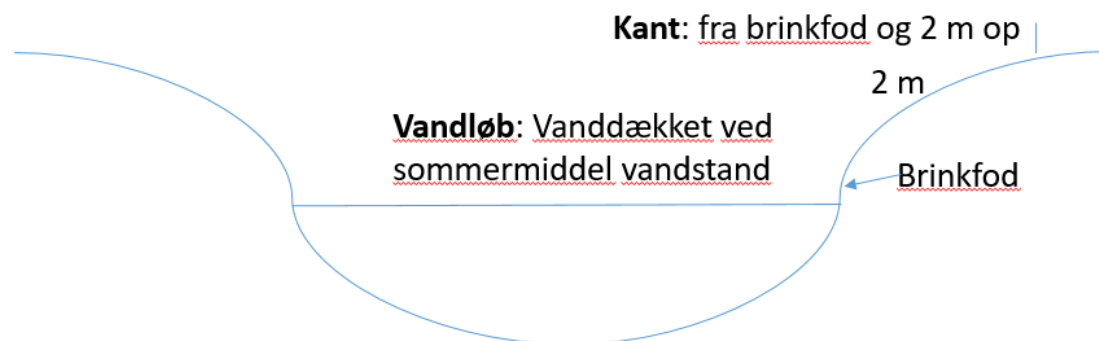 Kant: fra brinkfod og 2 m op
2 m
Vandløb: Vanddækket ved
sommermiddel vandstand
Brinkfod